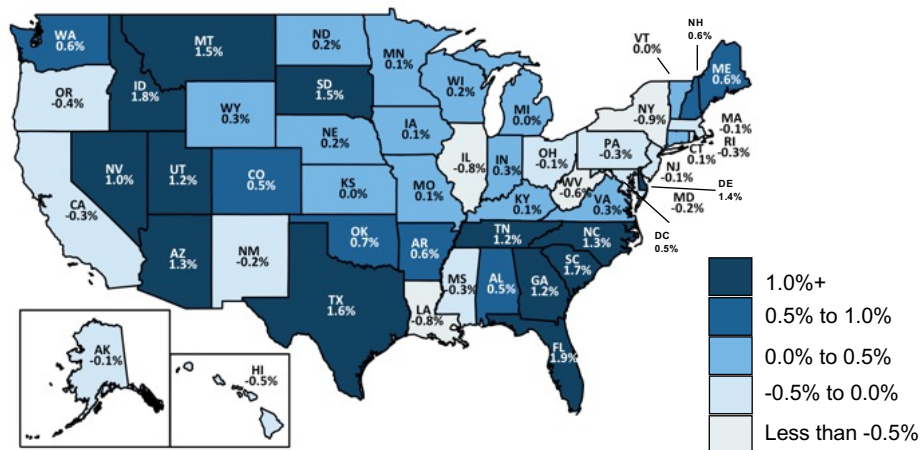 WA
0.6%
MT
1.5%
ND
0.2%
MN
0.1%
VT
0.0%
NH
0.6%
ME
0.6%
OR
-0.4%
ID
1.8%
SD
1.5%
WI
0.2%
MI
0.0%
NY
-0.9%
MA
-0.1%
RI
-0.3%
CT
0.1%
WY
0.3%
NE
0.2%
IA
0.1%
IL
-0.8%
IN
0.3%
OH
-0.1%
PA
-0.3%
NJ
-0.1%
NV
1.0%
UT
1.2%
CO
0.5%
KS
0.0%
MO
0.1%
KY
0.1%
WV
-0.6%
VA
0.3%
MD
-0.2%
DE
1.4%
DC
0.5%
CA
-0.3%
AZ
1.3%
NM
-0.2%
OK
0.7%
AR
0.6%
TN
1.2%
NC
1.3%
SC
1.7%
TX
1.6%
LA
-0.8%
MS
-0.3%
AL
0.5%
GA
1.2%
FL
1.9%
AK
-0.1%
HI
-0.5%
1.0%+
0.5% to 1.0%
0.0% to 0.5%
-0.5% to 0.0%
Less than -0.5%